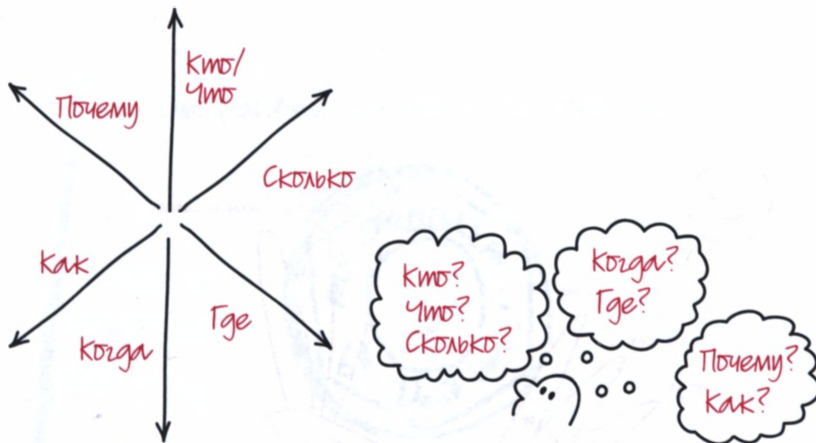 Кто/
Что
Почему
Сколько
Как
Где
Когда
Кто?
Что?
Сколько?
Когда?
Где?
Почему?
Как?